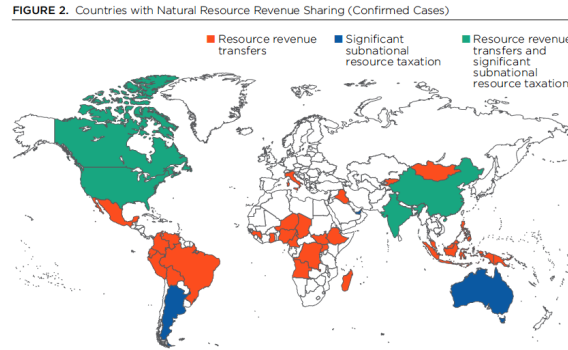 FIGURE 2. Countries with Natural Resource Revenue Sharing (Confirmed Cases)
Resource revenue
transfers
Significant
subnational
resource taxation
Resource revenue
transfers and
significant
subnational
resource taxation